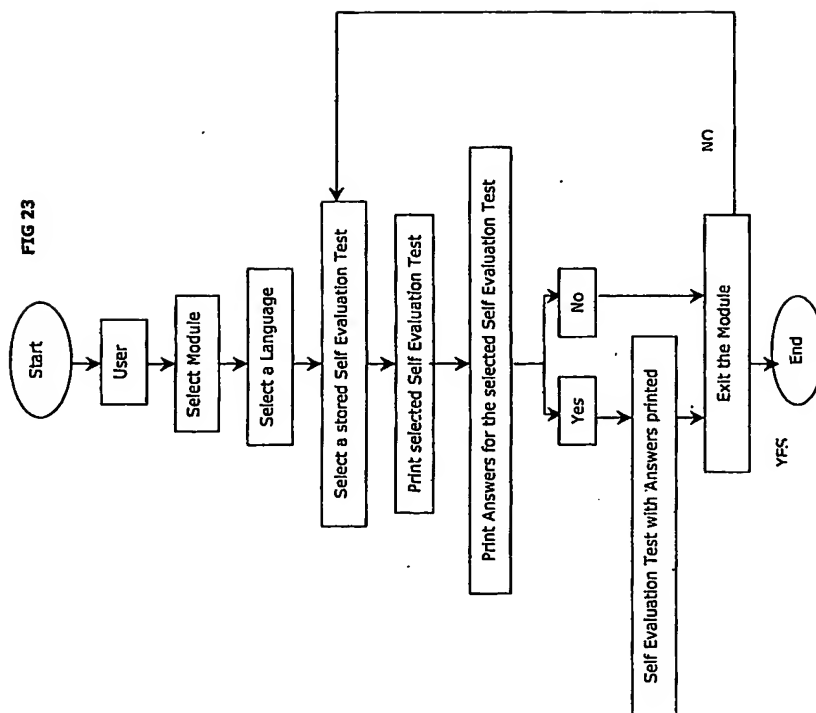 FIG 23
Start
User
Select Module
Select a Language
Select a stored Self Evaluation Test
Print selected Self Evaluation Test
Print Answers for the selected Self Evaluation Test
Yes
No
Self Evaluation Test with Answers printed
Exit the Module
NO
YES
End